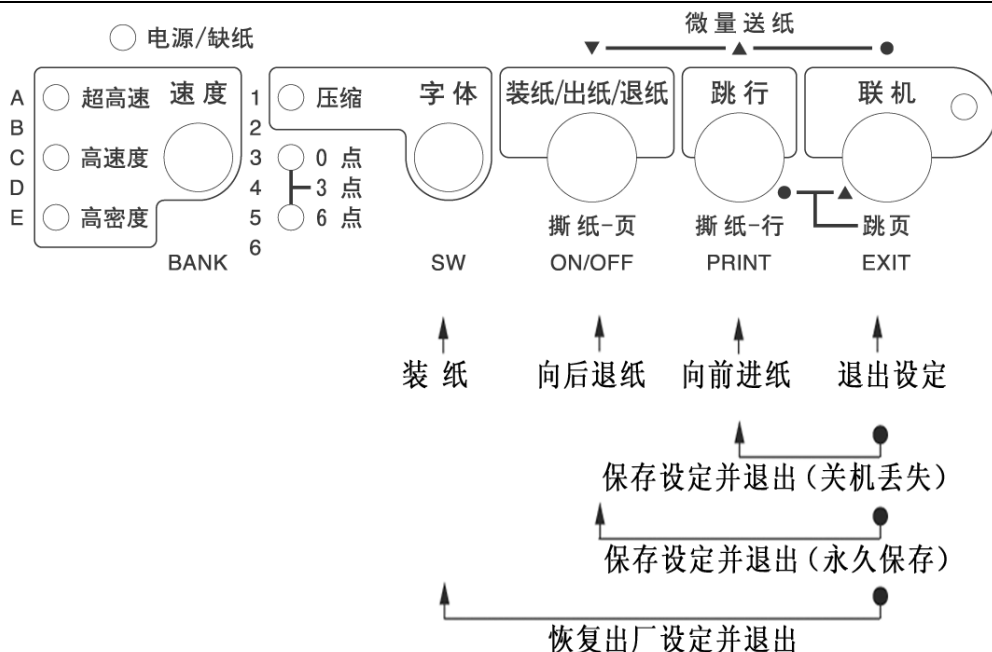 微量送纸
电源/缺纸
A 超高速 速度 1 压缩 字体 装纸/出纸/退纸 跳行 联机
B 2
C 高速度 3 0 点
D 4 3 点
E 高密度 5 6 点 撕纸-页 撕纸-行 跳页
6
BANK SW ON/OFF PRINT EXIT
装 纸 向后退纸 向前进纸 退出设定
保存设定并退出(关机丢失)
保存设定并退出(永久保存)
恢复出厂设定并退出